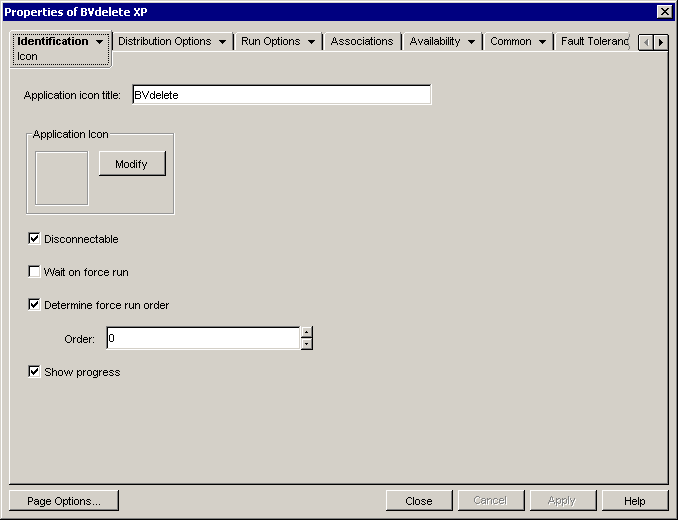 Properties of BVdelete XP
Identification Distribution Options Run Options Associations Availability Common Fault Toleranc
Icon
Application icon title: BVdelete
Application Icon
Modify
Disconnectable
Wait on force run
Determine force run order
Order: 0
Show progress
Page Options... Close Cancel Apply Help